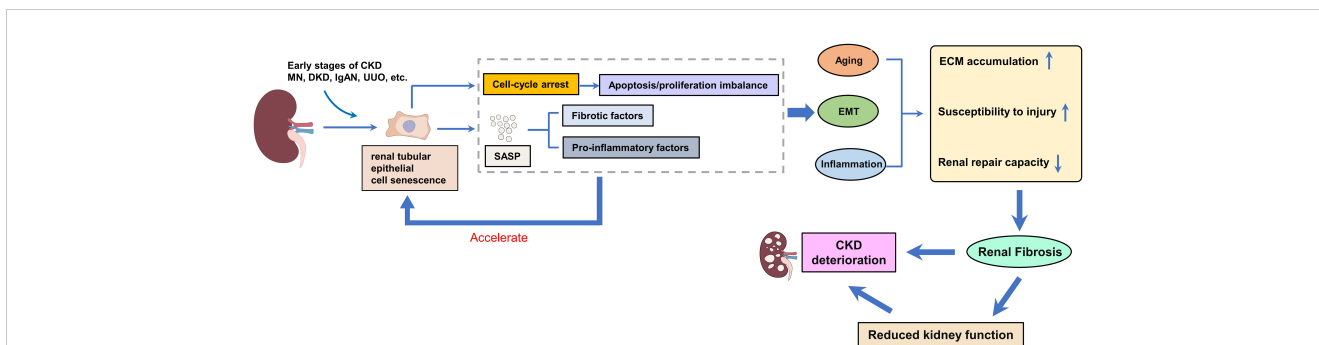 Early stages of CKD
MN, DKD, IgAN, UUO, etc.
renal tubular
epithelial
cell senescence
Cell-cycle arrest
Apoptosis/proliferation imbalance
SASP
Fibrotic factors
Pro-inflammatory factors
Accelerate
Aging
EMT
Inflammation
ECM accumulation
Susceptibility to injury
Renal repair capacity
Renal Fibrosis
CKD
deterioration
Reduced kidney function